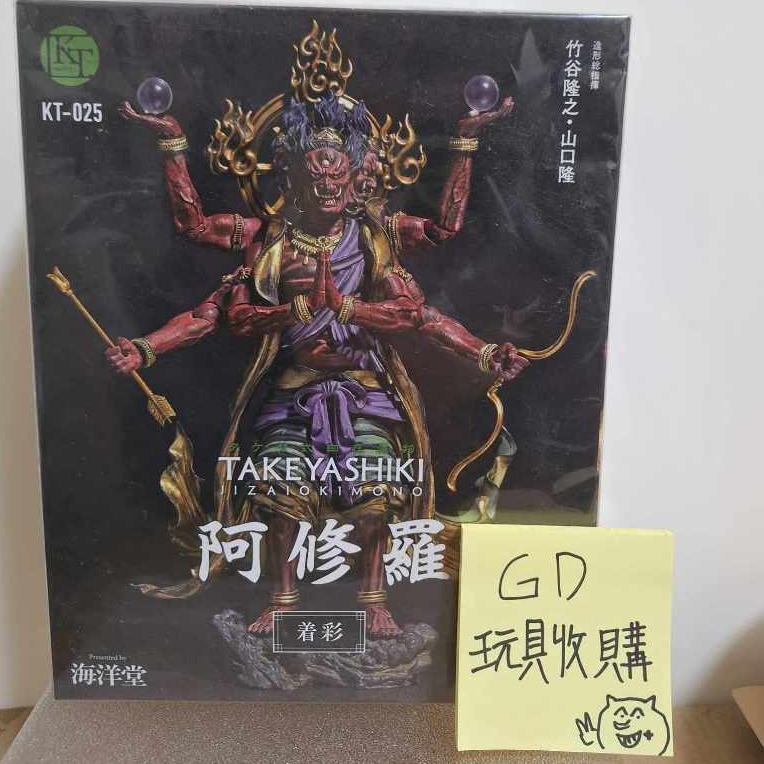 KT
KT-025
造形総指揮
竹谷隆之・山口隆
TAKEYASHIKI
JIZAIOKIMONO
阿修羅
着彩
Presented by
海洋堂
GD
玩具收購